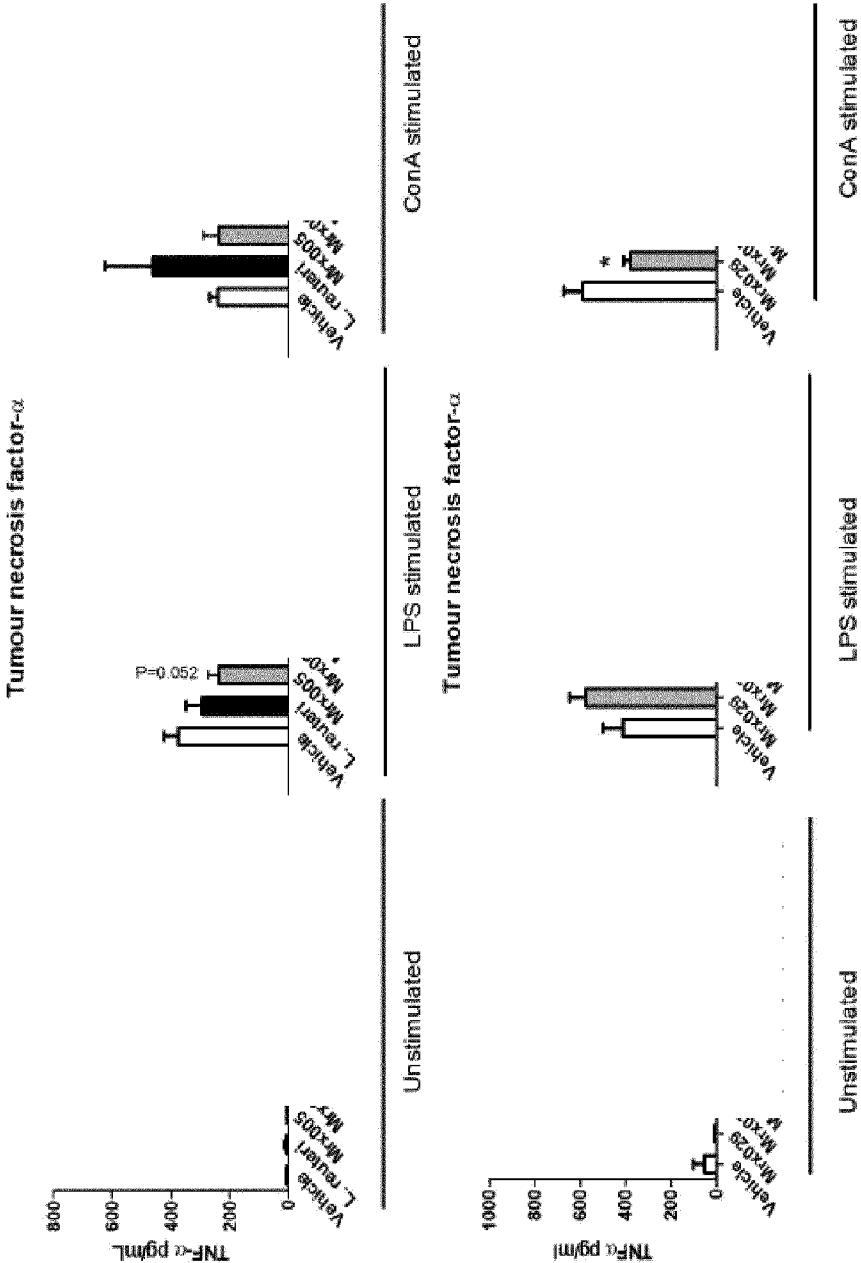 Tumour necrosis factor-α
TNF-α pg/mL
800
600
400
200
0
P=0.052
Vehicle
L. reuteri
Mrx005
Vehicle
L. reuteri
Mrx005
Vehicle
L. reuteri
Mrx005
Unstimulated
LPS stimulated
ConA stimulated
Tumour necrosis factor-α
TNF-α pg/ml
1000
800
600
400
200
0
*
Vehicle
Mrx029
Vehicle
Mrx029
Vehicle
Mrx029
Unstimulated
LPS stimulated
ConA stimulated